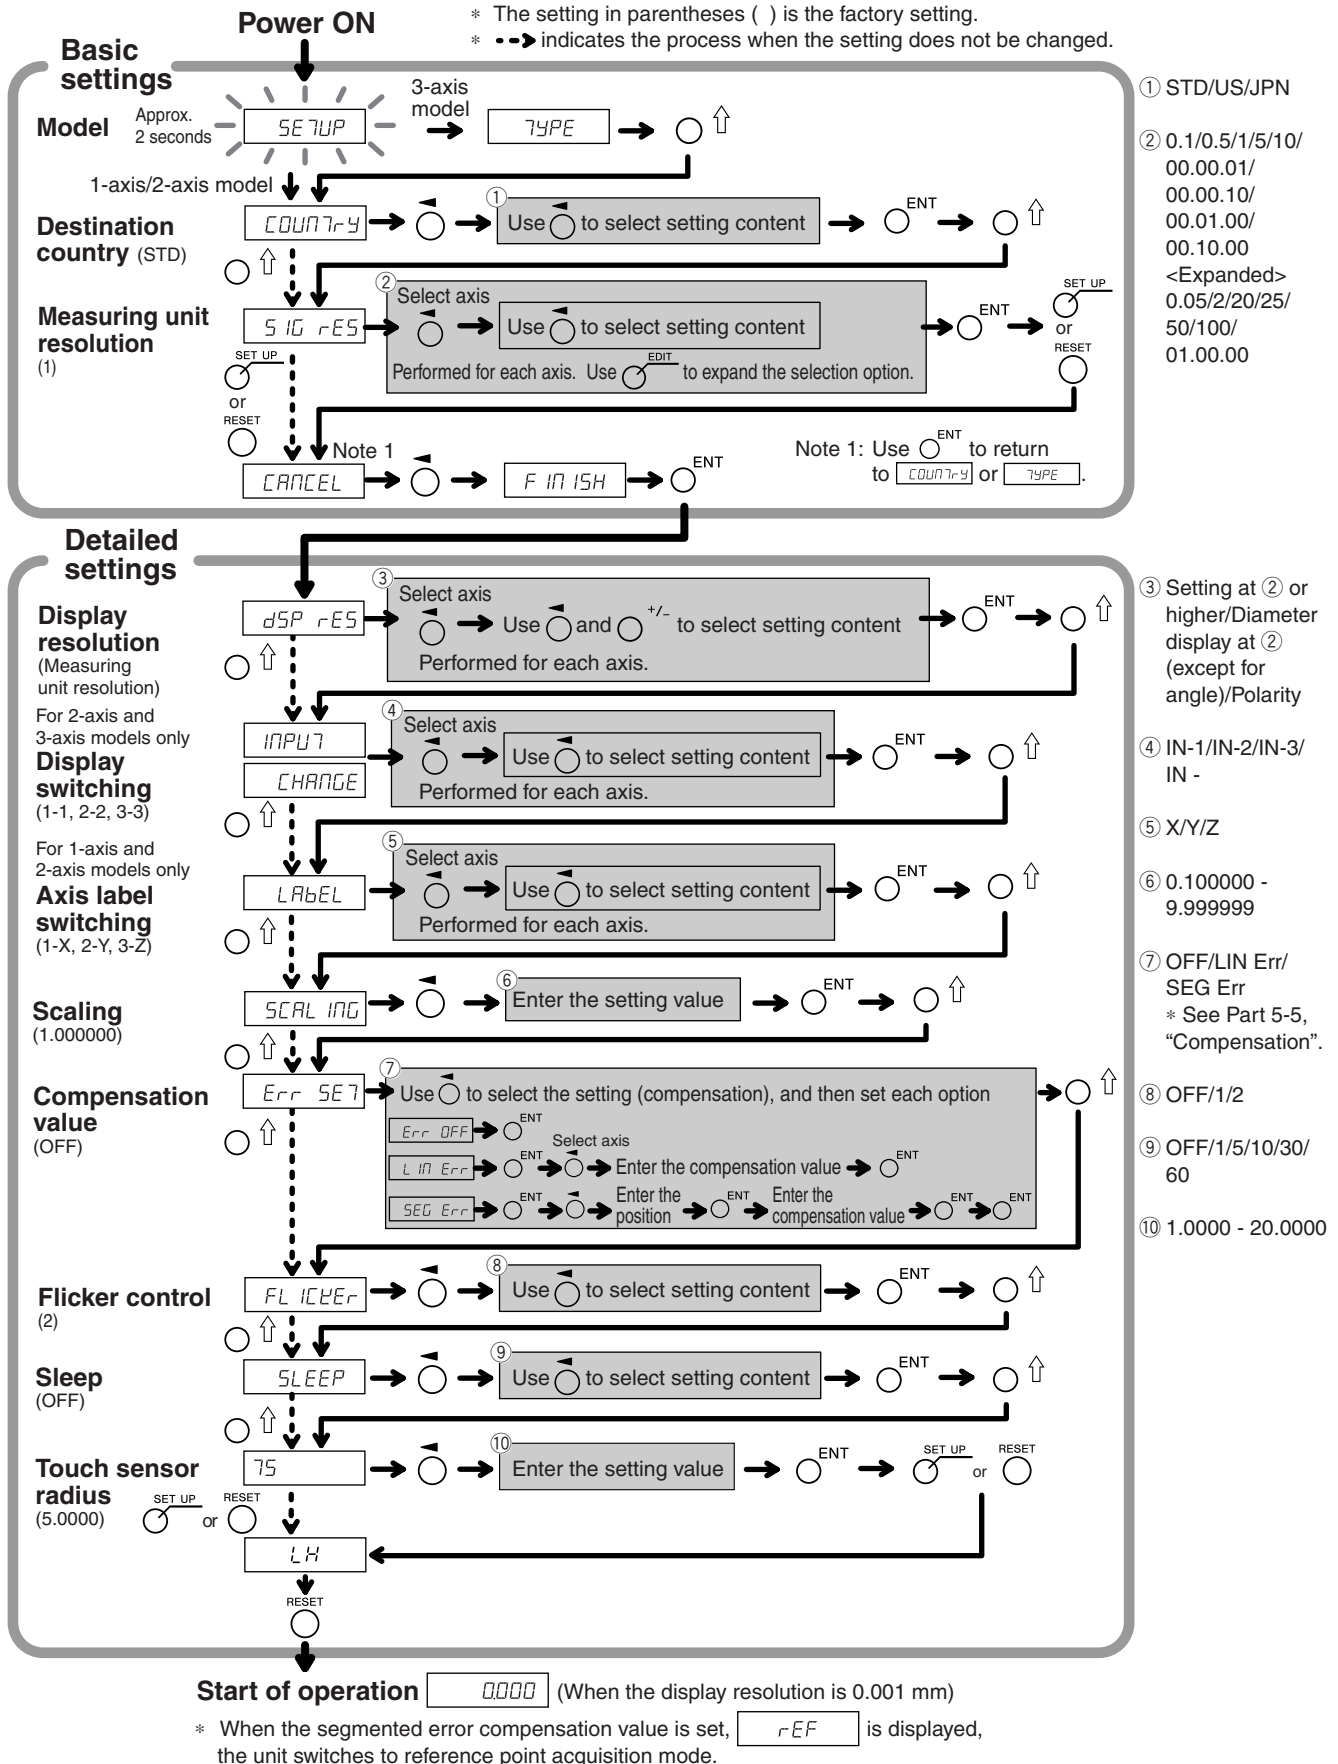 Power ON
* The setting in parentheses ( ) is the factory setting.
* indicates the process when the setting does not be changed.
Basic
settings
Model
Approx.
2 seconds
SETUP
3-axis
model
TYPE
1-axis/2-axis model
Destination
country (STD)
COUNTrY
① Use to select setting content
ENT
Measuring unit
resolution
(1)
SIG rES
② Select axis
Use to select setting content
Performed for each axis. Use EDIT to expand the selection option.
ENT
SET UP
or
RESET
SET UP
or
RESET
CANCEL
Note 1
FINISH
ENT
Note 1: Use ENT to return
to COUNTrY or TYPE.
① STD/US/JPN
② 0.1/0.5/1/5/10/
00.00.01/
00.00.10/
00.01.00/
00.10.00
<Expanded>
0.05/2/20/25/
50/100/
01.00.00
Detailed
settings
Display
resolution
(Measuring
unit resolution)
dSP rES
③ Select axis
Use and +/- to select setting content
Performed for each axis.
ENT
For 2-axis and
3-axis models only
Display
switching
(1-1, 2-2, 3-3)
INPUT
CHANGE
④ Select axis
Use to select setting content
Performed for each axis.
ENT
For 1-axis and
2-axis models only
Axis label
switching
(1-X, 2-Y, 3-Z)
LAbEL
⑤ Select axis
Use to select setting content
Performed for each axis.
ENT
Scaling
(1.000000)
SCALING
⑥ Enter the setting value
ENT
Compensation
value
(OFF)
Err SET
⑦ Use to select the setting (compensation), and then set each option
Err OFF ENT
Select axis
LIN Err ENT Enter the compensation value ENT
SEG Err ENT Enter the position ENT Enter the compensation value ENT ENT
Flicker control
(2)
FLICKEr
⑧ Use to select setting content
ENT
Sleep
(OFF)
SLEEP
⑨ Use to select setting content
ENT
Touch sensor
radius
(5.0000)
TS
⑩ Enter the setting value
ENT
SET UP or RESET
SET UP or RESET
LH
RESET
③ Setting at ② or
higher/Diameter
display at ②
(except for
angle)/Polarity
④ IN-1/IN-2/IN-3/
IN -
⑤ X/Y/Z
⑥ 0.100000 -
9.999999
⑦ OFF/LIN Err/
SEG Err
* See Part 5-5,
“Compensation”.
⑧ OFF/1/2
⑨ OFF/1/5/10/30/
60
⑩ 1.0000 - 20.0000
Start of operation 0.000 (When the display resolution is 0.001 mm)
* When the segmented error compensation value is set, rEF is displayed,
the unit switches to reference point acquisition mode.